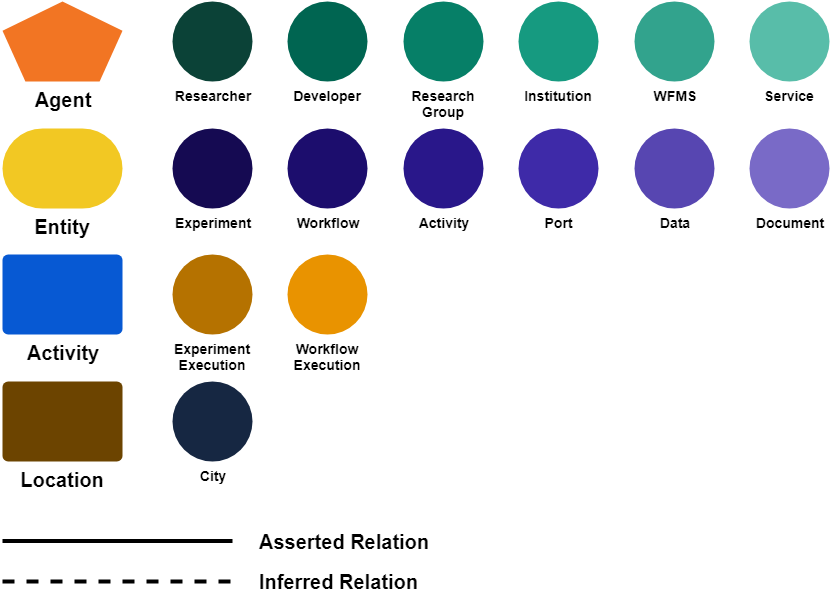 Agent
Researcher
Developer
Research
Group
Institution
WFMS
Service
Entity
Experiment
Workflow
Activity
Port
Data
Document
Activity
Experiment
Execution
Workflow
Execution
Location
City
Asserted Relation
Inferred Relation